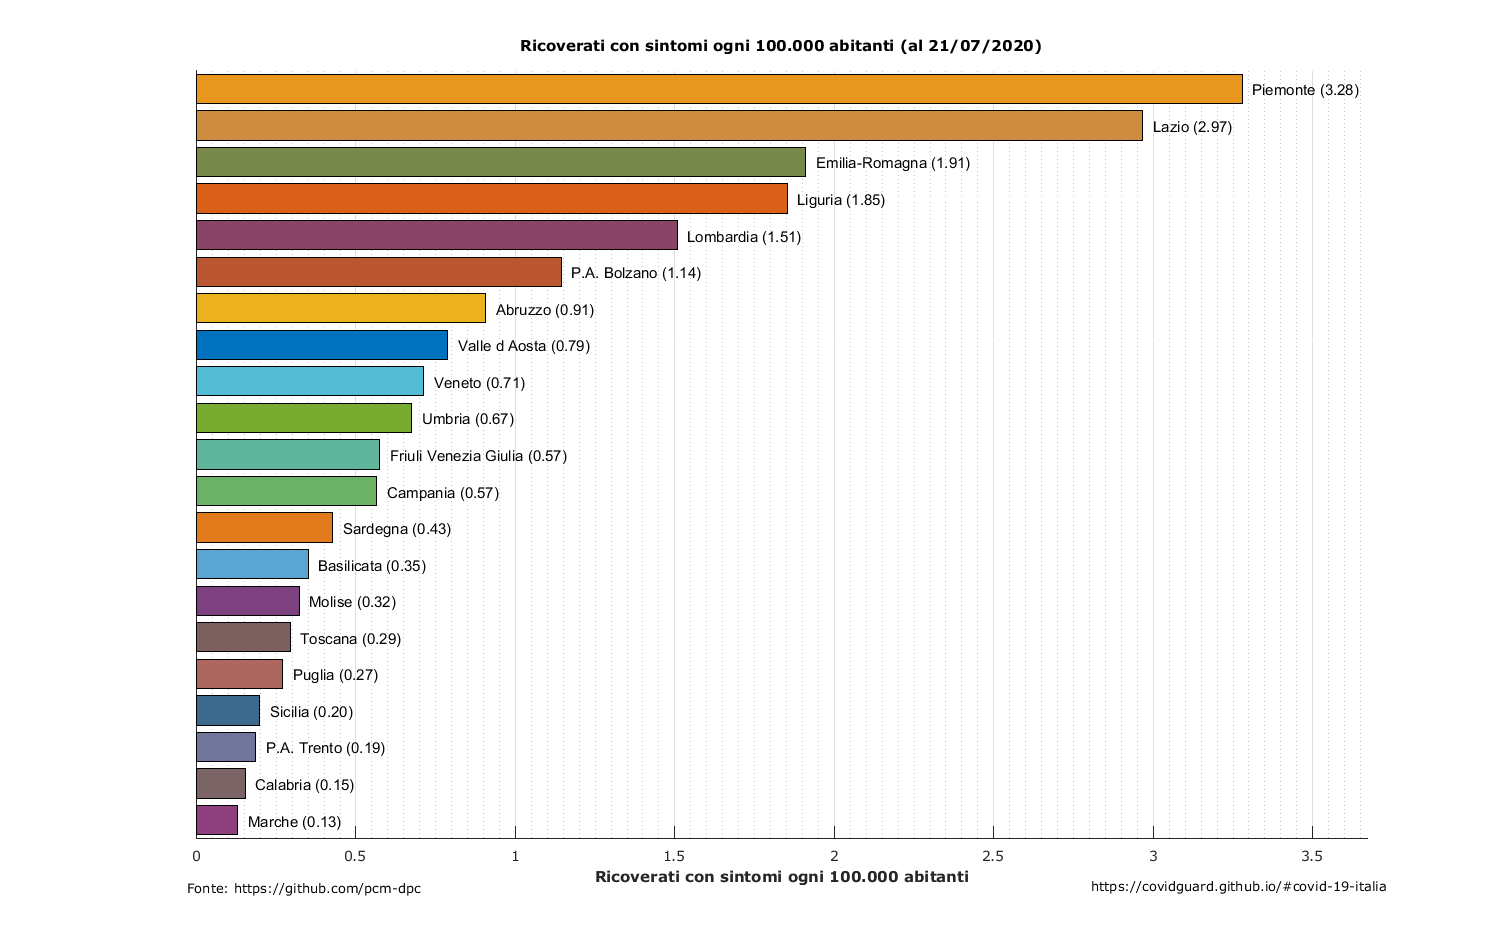 Ricoverati con sintomi ogni 100.000 abitanti (al 21/07/2020)
Piemonte (3.28)
Lazio (2.97)
Emilia-Romagna (1.91)
Liguria (1.85)
Lombardia (1.51)
P.A. Bolzano (1.14)
Abruzzo (0.91)
Valle d Aosta (0.79)
Veneto (0.71)
Umbria (0.67)
Friuli Venezia Giulia (0.57)
Campania (0.57)
Sardegna (0.43)
Basilicata (0.35)
Molise (0.32)
Toscana (0.29)
Puglia (0.27)
Sicilia (0.20)
P.A. Trento (0.19)
Calabria (0.15)
Marche (0.13)
0 0.5 1 1.5 2 2.5 3 3.5
Ricoverati con sintomi ogni 100.000 abitanti
Fonte: https://github.com/pcm-dpc
https://covidguard.github.io/#covid-19-italia